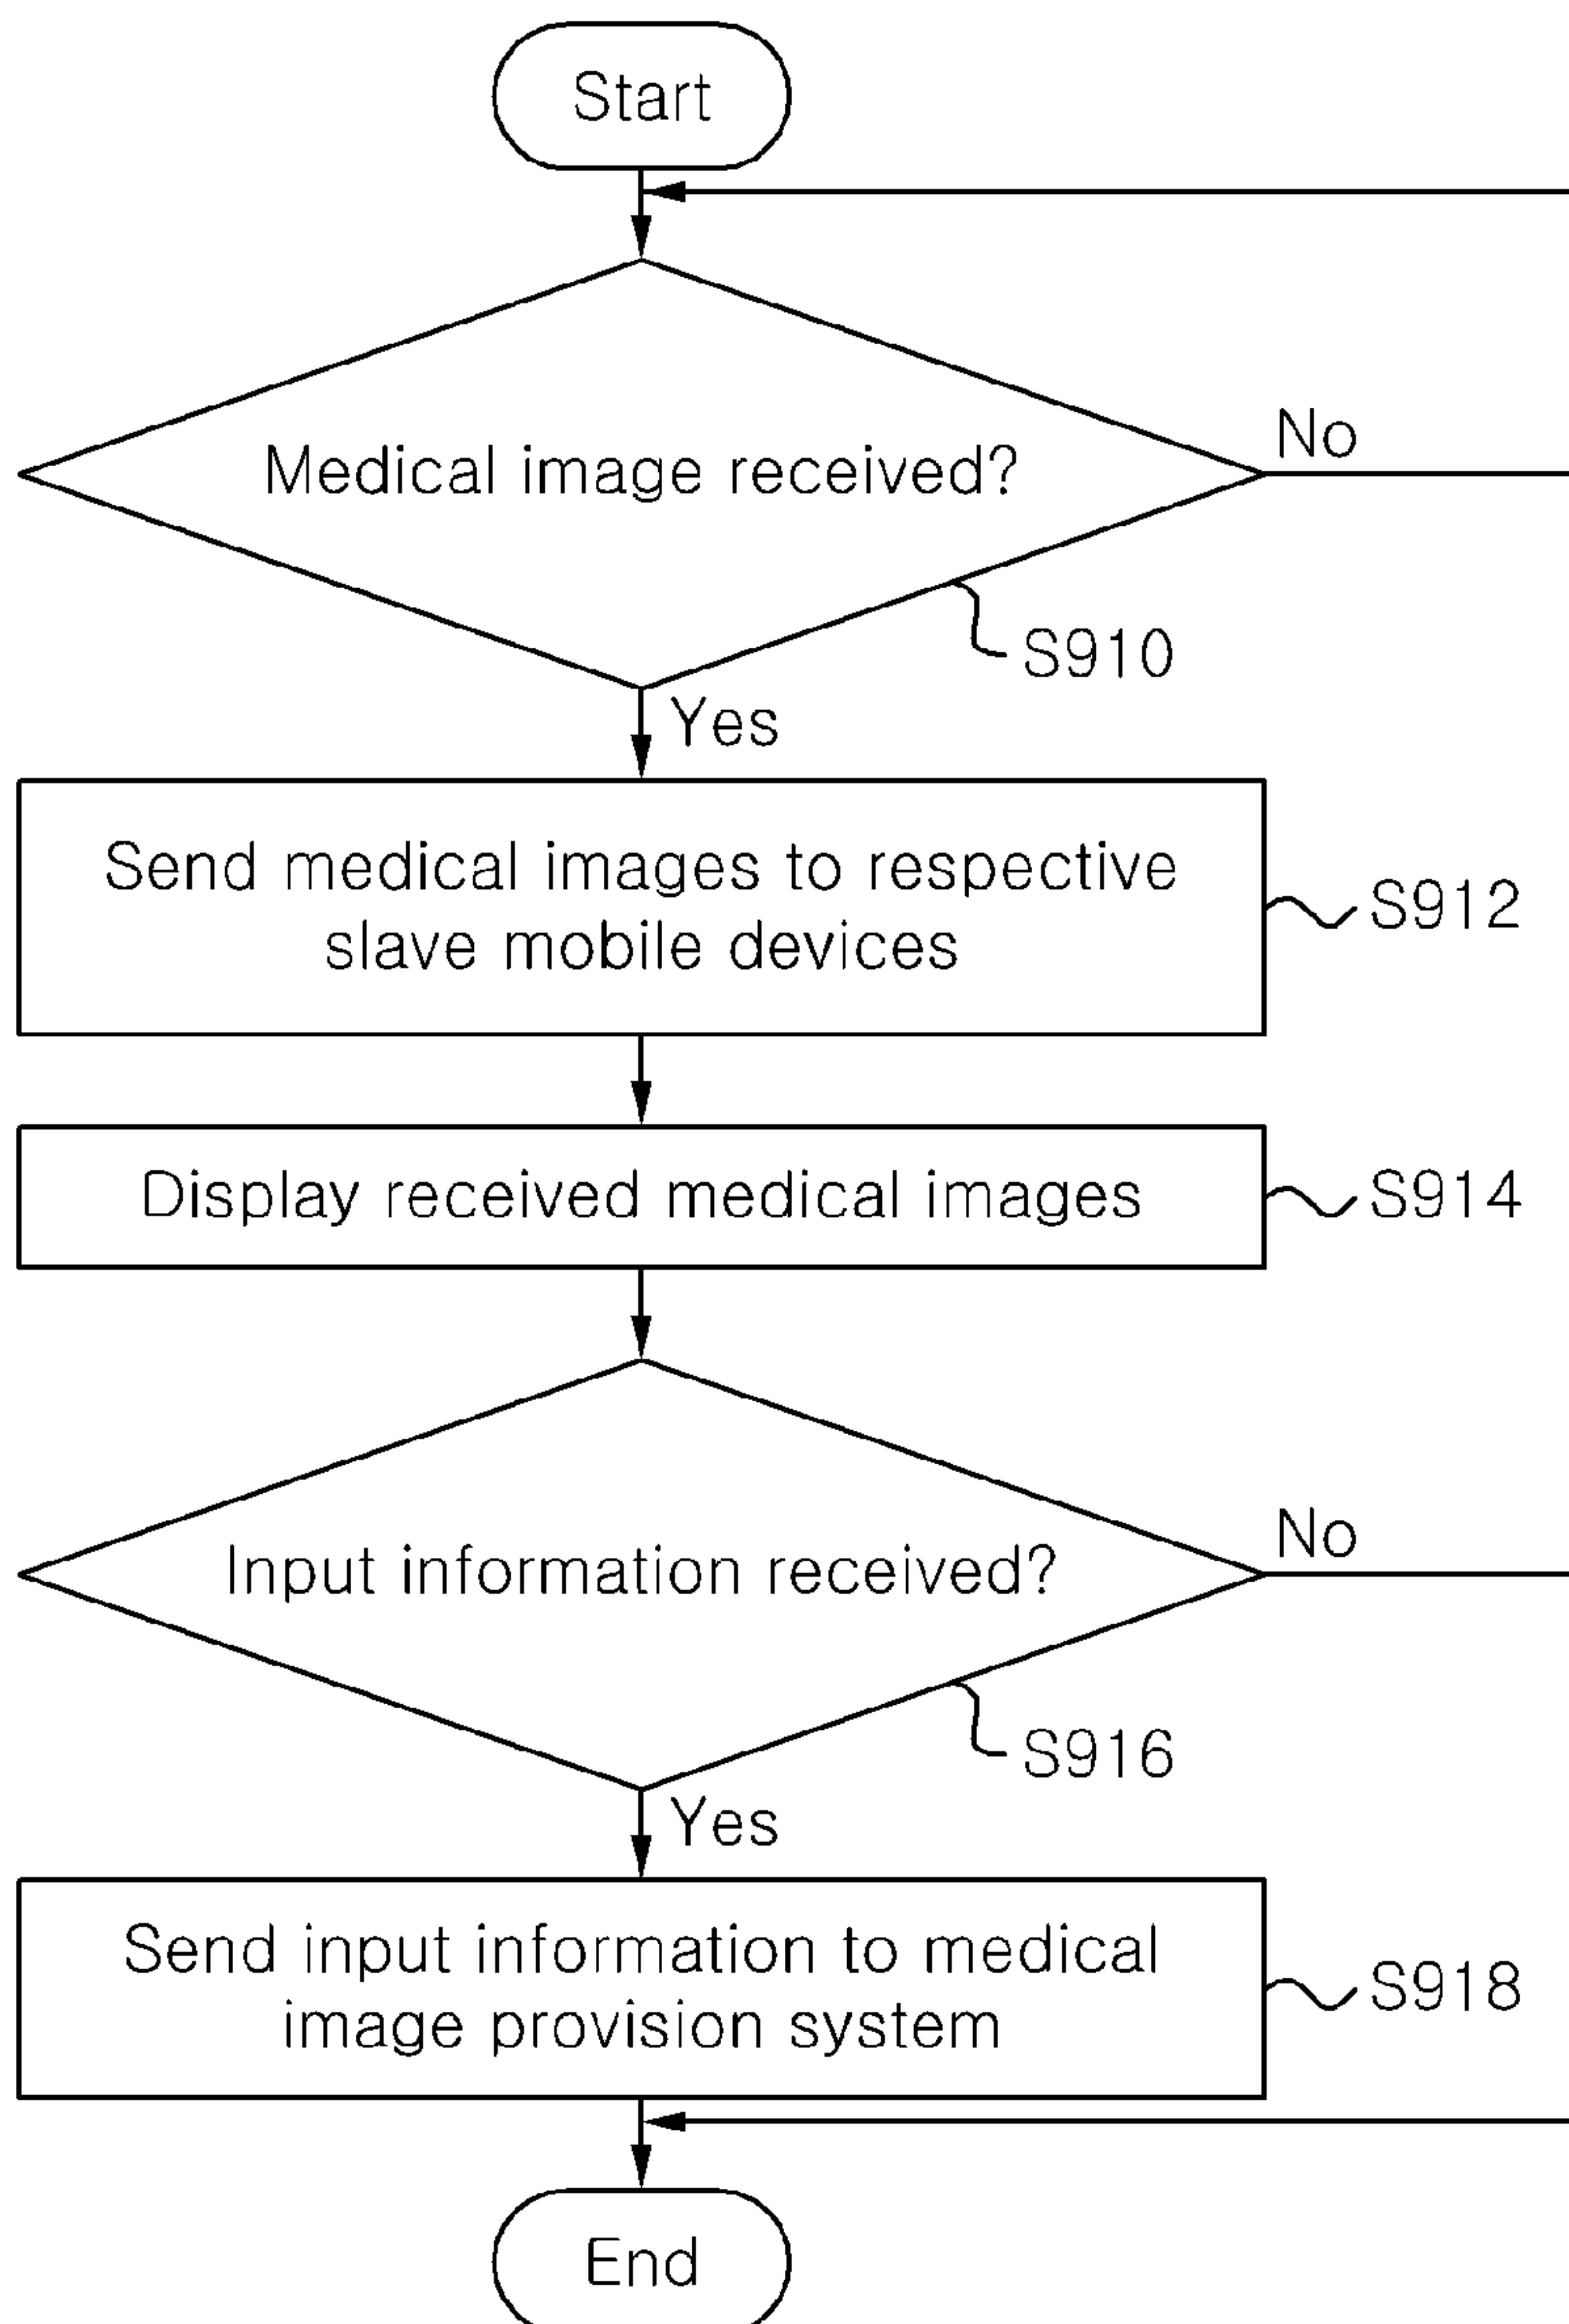 Start
Medical image received?
No
S910
Yes
Send medical images to respective
slave mobile devices
S912
Display received medical images
S914
Input information received?
No
S916
Yes
Send input information to medical
image provision system
S918
End